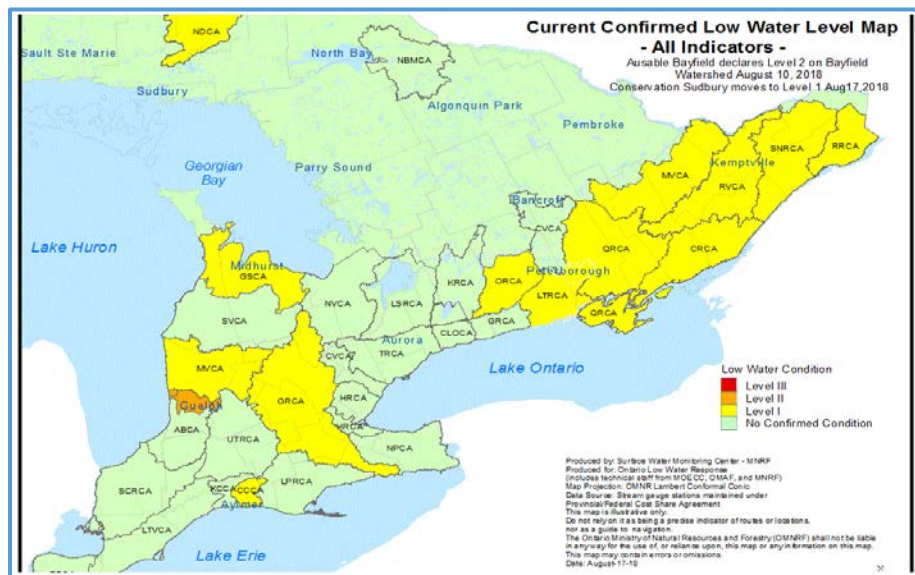 Current Confirmed Low Water Level Map
- All Indicators -
Ausable Bayfield declares Level 2 on Bayfield
Watershed August 10, 2018
Conservation Sudbury moves to Level 1 Aug17,2018
NDCA
Sault Ste Marie
North Bay
NBMCA
Sudbury
Algonquin Park
Pembroke
Georgian
Bay
Parry Sound
Kemptville
SNRCA
RRCA
MVCA
RVCA
Bancroft
CVCA
Lake Huron
QRCA
CRCA
Midhurst
GSCA
Peterborough
ORCA
LTRCA
NVCA
LSRCA
KRCA
QRCA
SVCA
GRCA
CLOCA
Aurora
CVCA
TRCA
Lake Ontario
MVCA
GRCA
HRCA
Guelph
HRCA
ABCA
UTRCA
NPCA
LPRCA
SCRCA
KCCA
CCCA
Aylmer
LTVCA
Lake Erie
Low Water Condition
Level III
Level II
Level I
No Confirmed Condition
Produced by: Surface Water Monitoring Center - MNRF
Produced for: Ontario Low Water Response
(includes technical staff from MOECC, OMAF, and MNRF)
Map Projection: OMNR Lambert Conformal Conic
Data Source: Stream gauge stations maintained under
Provincial/Federal Cost Share Agreement
This map is illustrative only.
Do not rely on it as being a precise indicator of routes or locations,
nor as a guide to navigation.
The Ontario Ministry of Natural Resources and Forestry (OMNRF) shall not be liable
in any way for the use of, or reliance upon, this map or any information on this map.
This map may contain errors or omissions.
Date: August-17-18